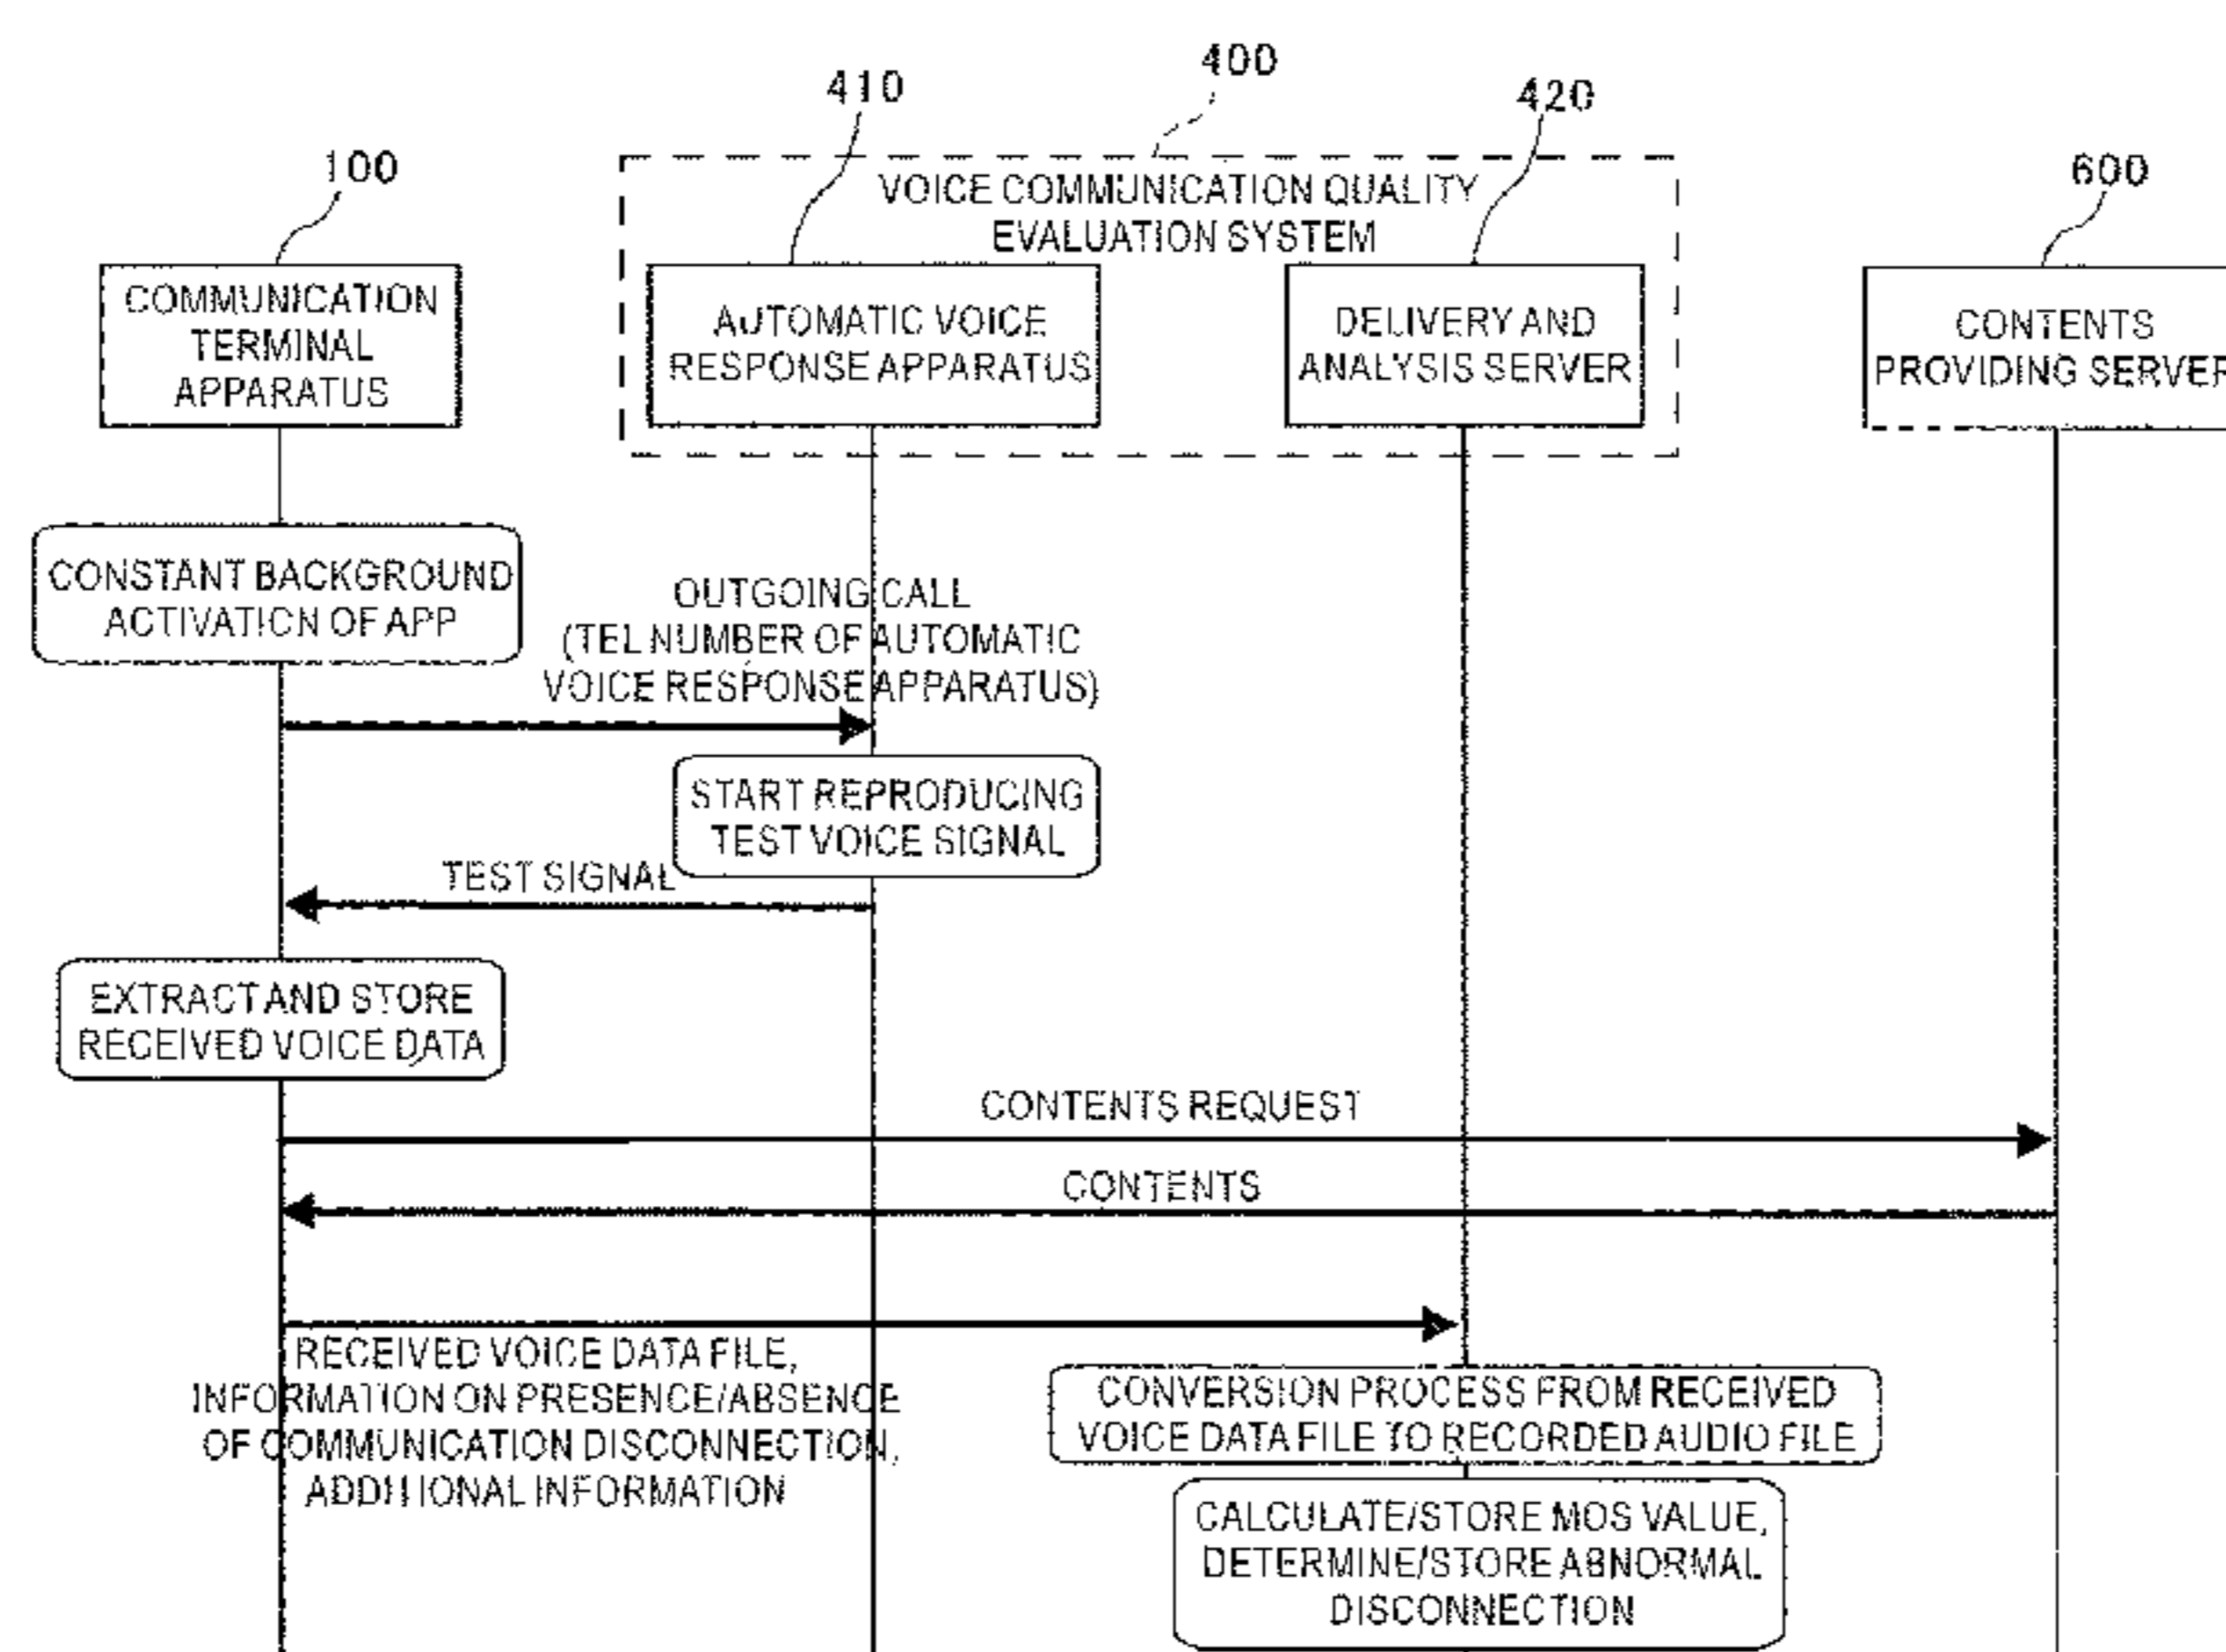 400
410
420
100
600
VOICE COMMUNICATION QUALITY
EVALUATION SYSTEM
COMMUNICATION
TERMINAL
APPARATUS
AUTOMATIC VOICE
RESPONSE APPARATUS
DELIVERY AND
ANALYSIS SERVER
CONTENTS
PROVIDING SERVER
CONSTANT BACKGROUND
ACTIVATION OF APP
OUTGOING CALL
(TEL NUMBER OF AUTOMATIC
VOICE RESPONSE APPARATUS)
START REPRODUCING
TEST VOICE SIGNAL
TEST SIGNAL
EXTRACT AND STORE
RECEIVED VOICE DATA
CONTENTS REQUEST
CONTENTS
RECEIVED VOICE DATA FILE,
INFORMATION ON PRESENCE/ABSENCE
OF COMMUNICATION DISCONNECTION,
ADDITIONAL INFORMATION
CONVERSION PROCESS FROM RECEIVED
VOICE DATA FILE TO RECORDED AUDIO FILE
CALCULATE/STORE MOS VALUE,
DETERMINE/STORE ABNORMAL
DISCONNECTION